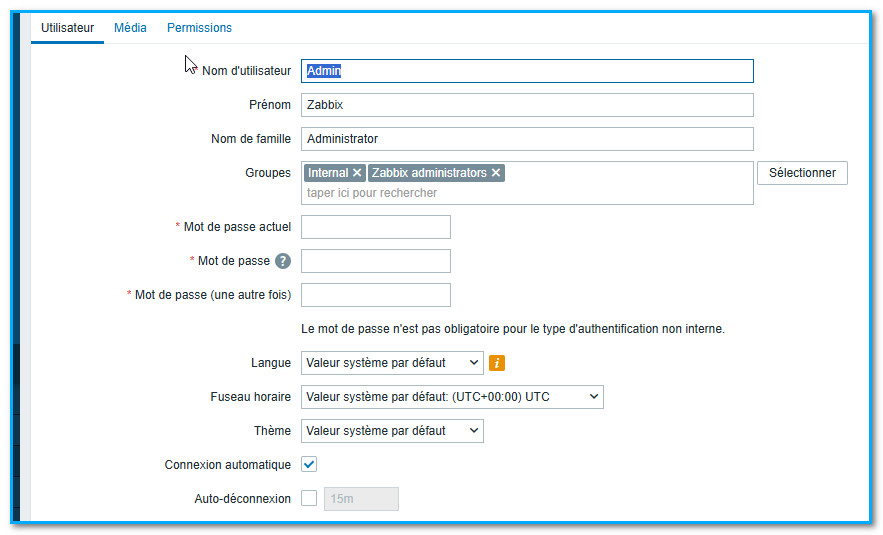 Utilisateur Média Permissions
Nom d'utilisateur Admin
Prénom Zabbix
Nom de famille Administrator
Groupes Internal ✕ Zabbix administrators ✕ Sélectionner
taper ici pour rechercher
* Mot de passe actuel
* Mot de passe ?
* Mot de passe (une autre fois)
Le mot de passe n'est pas obligatoire pour le type d'authentification non interne.
Langue Valeur système par défaut i
Fuseau horaire Valeur système par défaut: (UTC+00:00) UTC
Thème Valeur système par défaut
Connexion automatique
Auto-déconnexion 15m